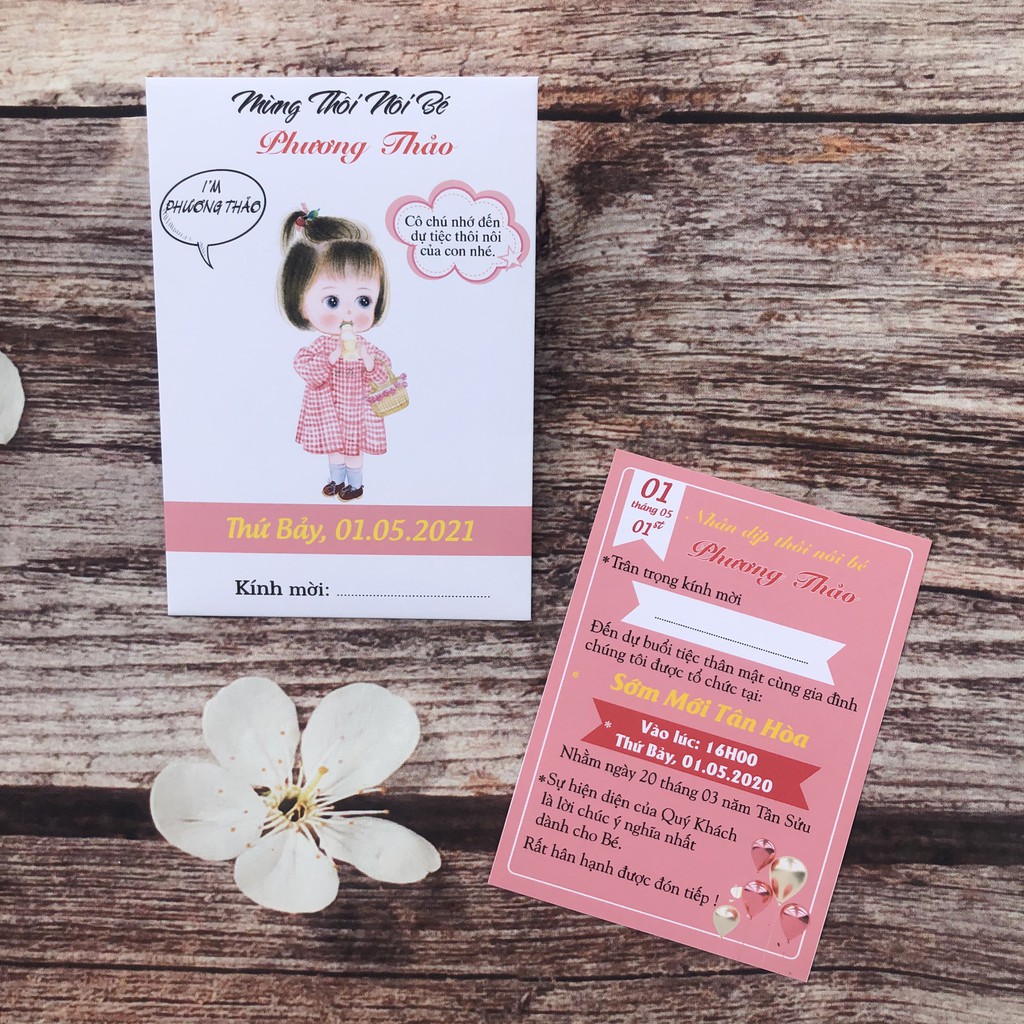 Mừng Thôi Nôi Bé
Phương Thảo
I'M
PHƯƠNG THẢO
Cô chú nhớ đến
dự tiệc thôi nôi
của con nhé.
Thứ Bảy, 01.05.2021
Kính mời: ...............................
01
tháng 05
01st
Nhân dịp thôi nôi bé
Phương Thảo
*Trân trọng kính mời
...............................
Đến dự buổi tiệc thân mật cùng gia đình
chúng tôi được tổ chức tại:
* Sớm Mới Tân Hòa
* Vào lúc: 16H00
Thứ Bảy, 01.05.2020
Nhằm ngày 20 tháng 03 năm Tân Sửu
*Sự hiện diện của Quý Khách
là lời chúc ý nghĩa nhất
dành cho Bé.
Rất hân hạnh được đón tiếp !